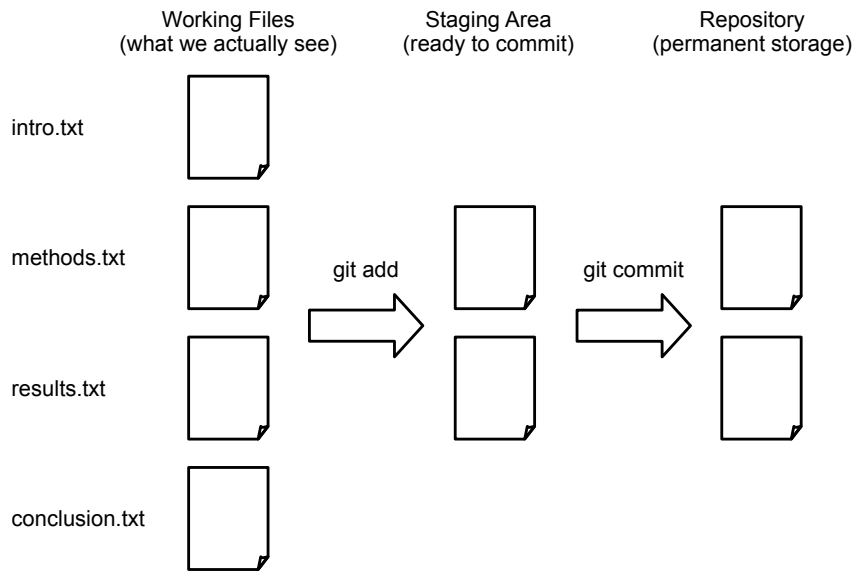 Working Files
(what we actually see)
Staging Area
(ready to commit)
Repository
(permanent storage)
intro.txt
methods.txt
git add
git commit
results.txt
conclusion.txt